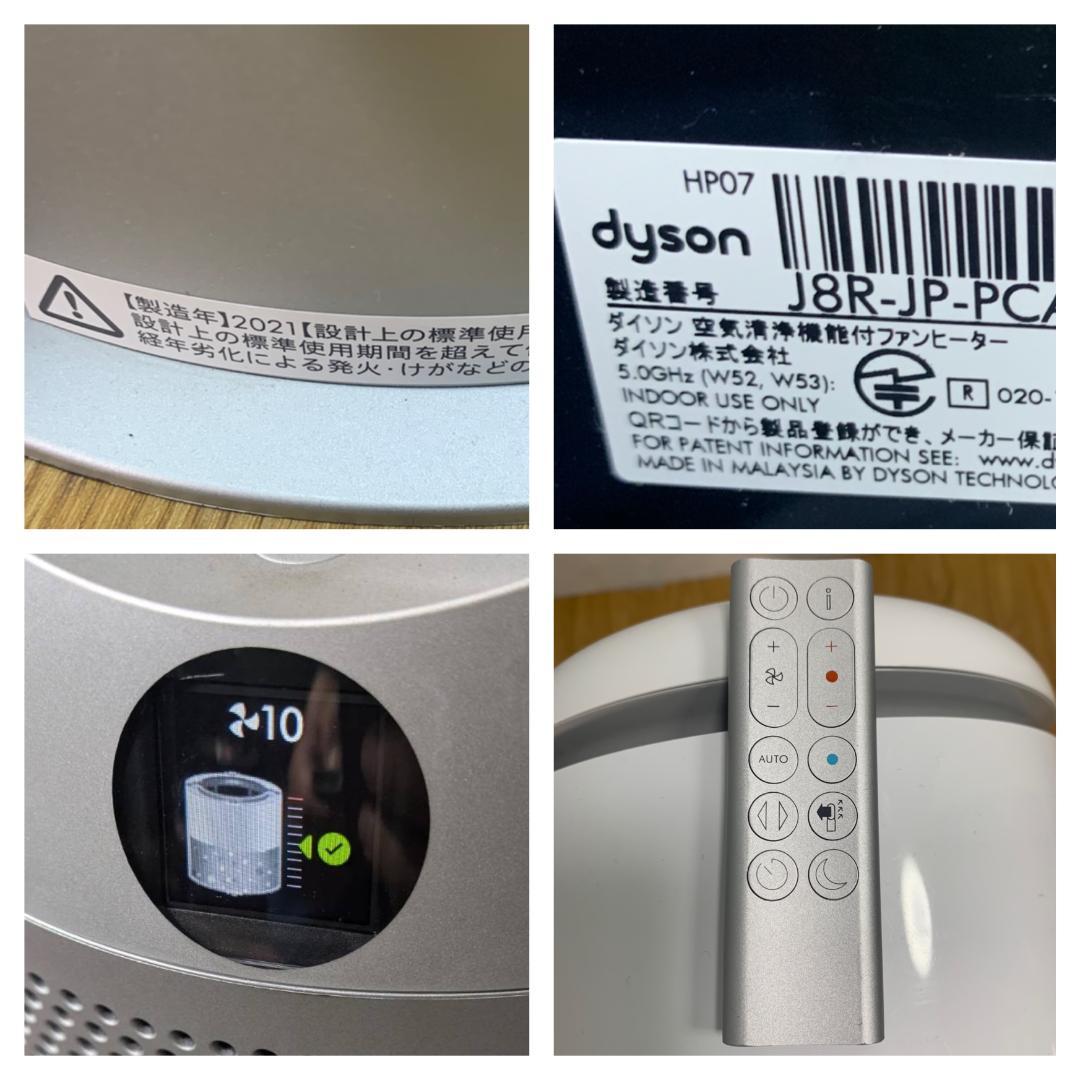 【製造年】2021【設計上の標準使用
設計上の標準使用期間を超えて
経年劣化による発火・けがなどの
HP07
dyson
製造番号 J8R-JP-PCA
ダイソン 空気清浄機能付ファンヒーター
ダイソン株式会社
5.0GHz (W52, W53):
INDOOR USE ONLY
R 020-
QRコードから製品登録ができ、メーカー保証
FOR PATENT INFORMATION SEE: www.d
MADE IN MALAYSIA BY DYSON TECHNOLO
10
i
AUTO